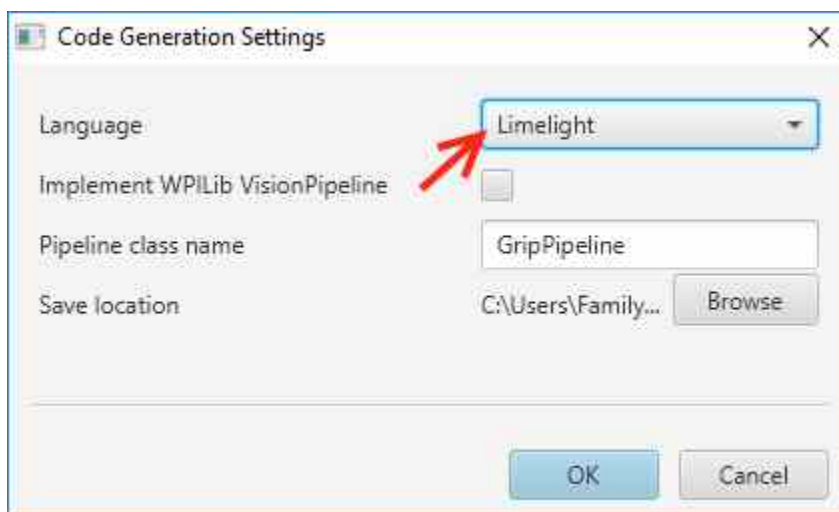 Code Generation Settings
Language Limelight
Implement WPILib VisionPipeline
Pipeline class name GripPipeline
Save location C:\Users\Family... Browse
OK Cancel